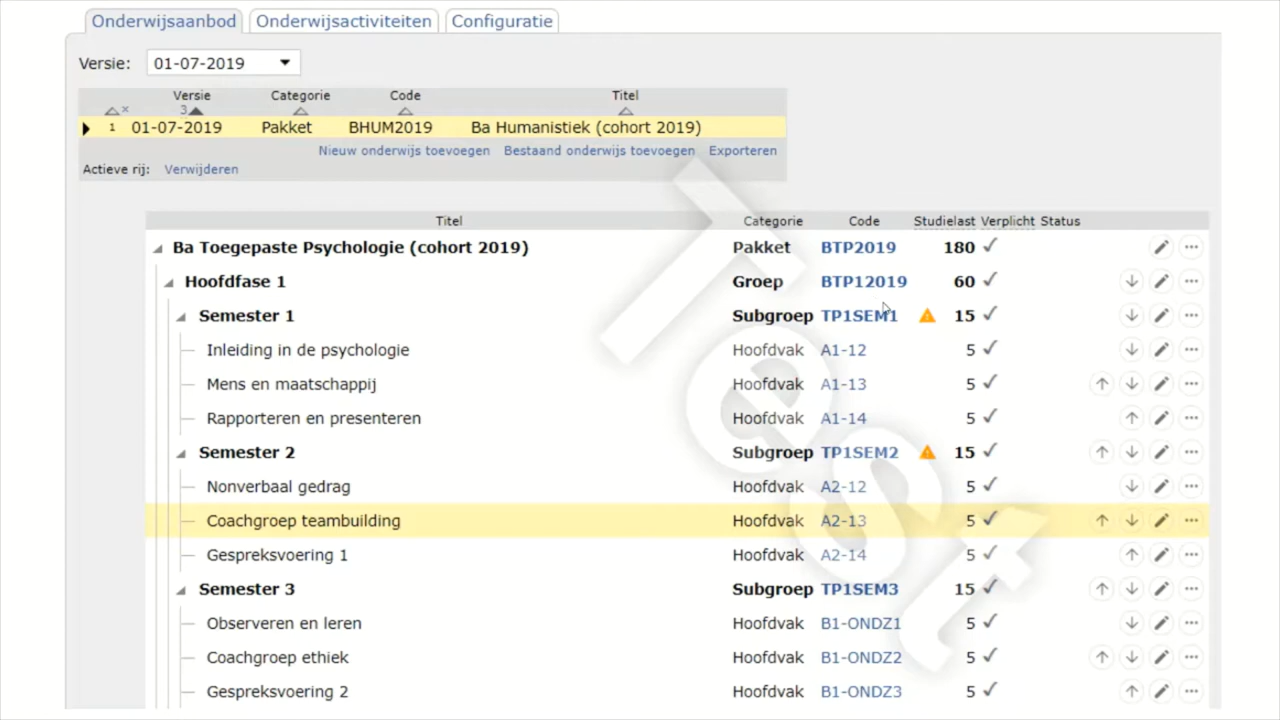 Onderwijsaanbod Onderwijsactiviteiten Configuratie
Versie: 01-07-2019
Versie Categorie Code Titel
3
1 01-07-2019 Pakket BHUM2019 Ba Humanistiek (cohort 2019)
Nieuw onderwijs toevoegen Bestaand onderwijs toevoegen Exporteren
Actieve rij: Verwijderen
Titel Categorie Code Studielast Verplicht Status
Ba Toegepaste Psychologie (cohort 2019) Pakket BTP2019 180 ✓
Hoofdfase 1 Groep BTP12019 60 ✓
Semester 1 Subgroep TP1SEM1 15 ✓
Inleiding in de psychologie Hoofdvak A1-12 5 ✓
Mens en maatschappij Hoofdvak A1-13 5 ✓
Rapporteren en presenteren Hoofdvak A1-14 5 ✓
Semester 2 Subgroep TP1SEM2 15 ✓
Nonverbaal gedrag Hoofdvak A2-12 5 ✓
Coachgroep teambuilding Hoofdvak A2-13 5 ✓
Gespreksvoering 1 Hoofdvak A2-14 5 ✓
Semester 3 Subgroep TP1SEM3 15 ✓
Observeren en leren Hoofdvak B1-ONDZ1 5 ✓
Coachgroep ethiek Hoofdvak B1-ONDZ2 5 ✓
Gespreksvoering 2 Hoofdvak B1-ONDZ3 5 ✓
Test